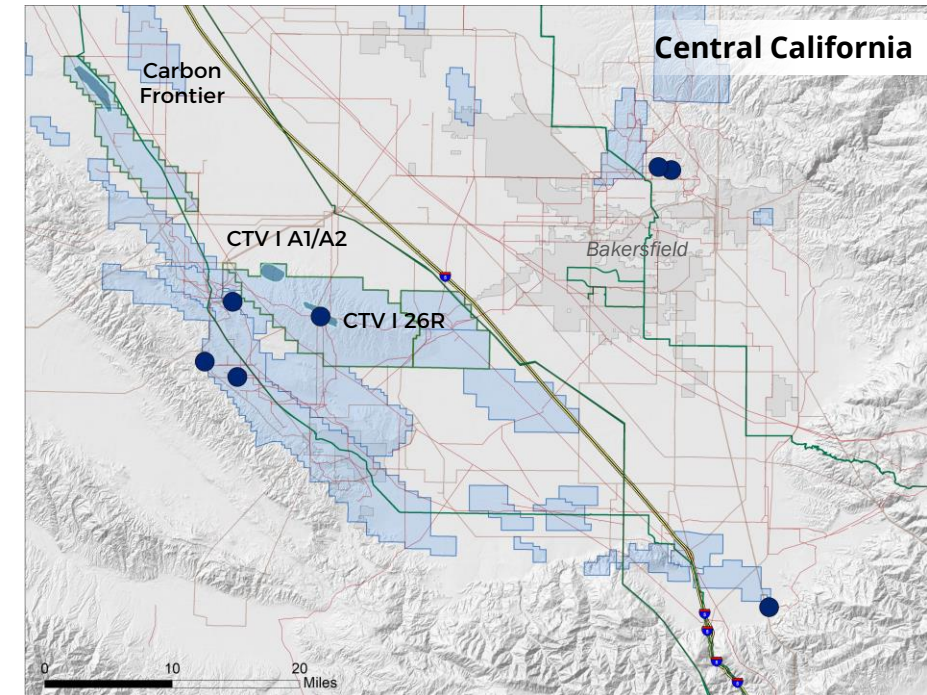 Central California
Carbon
Frontier
CTV I A1/A2
Bakersfield
CTV I 26R
0 10 20
Miles